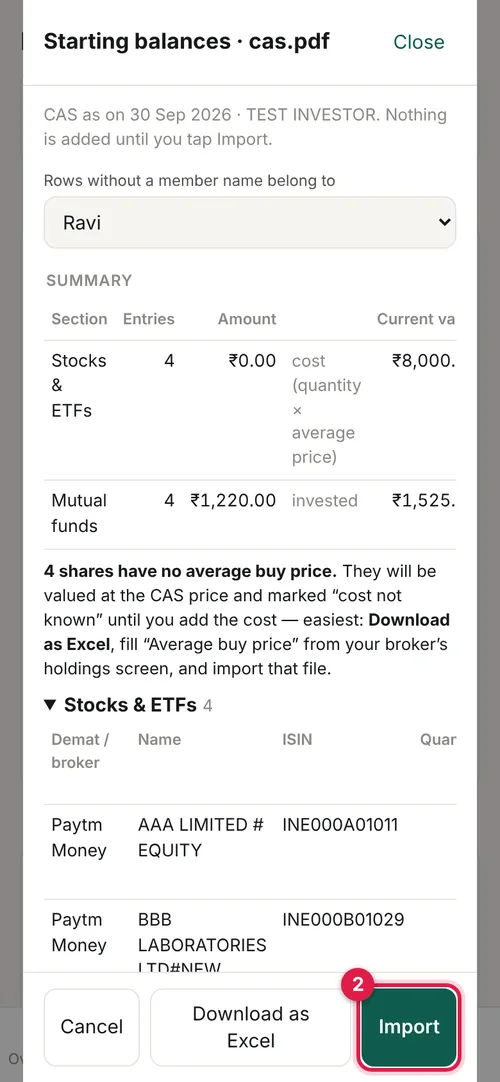 Starting balances · cas.pdf
Close
CAS as on 30 Sep 2026 · TEST INVESTOR. Nothing
is added until you tap Import.
Rows without a member name belong to
Ravi
SUMMARY
Section Entries Amount Current va
Stocks 4 ₹0.00 cost ₹8,000.
& (quantity
ETFs ×
average
price)
Mutual 4 ₹1,220.00 invested ₹1,525.
funds
4 shares have no average buy price. They will be
valued at the CAS price and marked “cost not
known” until you add the cost — easiest: Download
as Excel, fill “Average buy price” from your broker’s
holdings screen, and import that file.
▼ Stocks & ETFs 4
Demat / Name ISIN Quar
broker
Paytm AAA LIMITED # INE000A01011
Money EQUITY
Paytm BBB INE000B01029
Money LABORATORIES
LTD#NEW
2
Cancel
Download as
Excel
Import
Ov